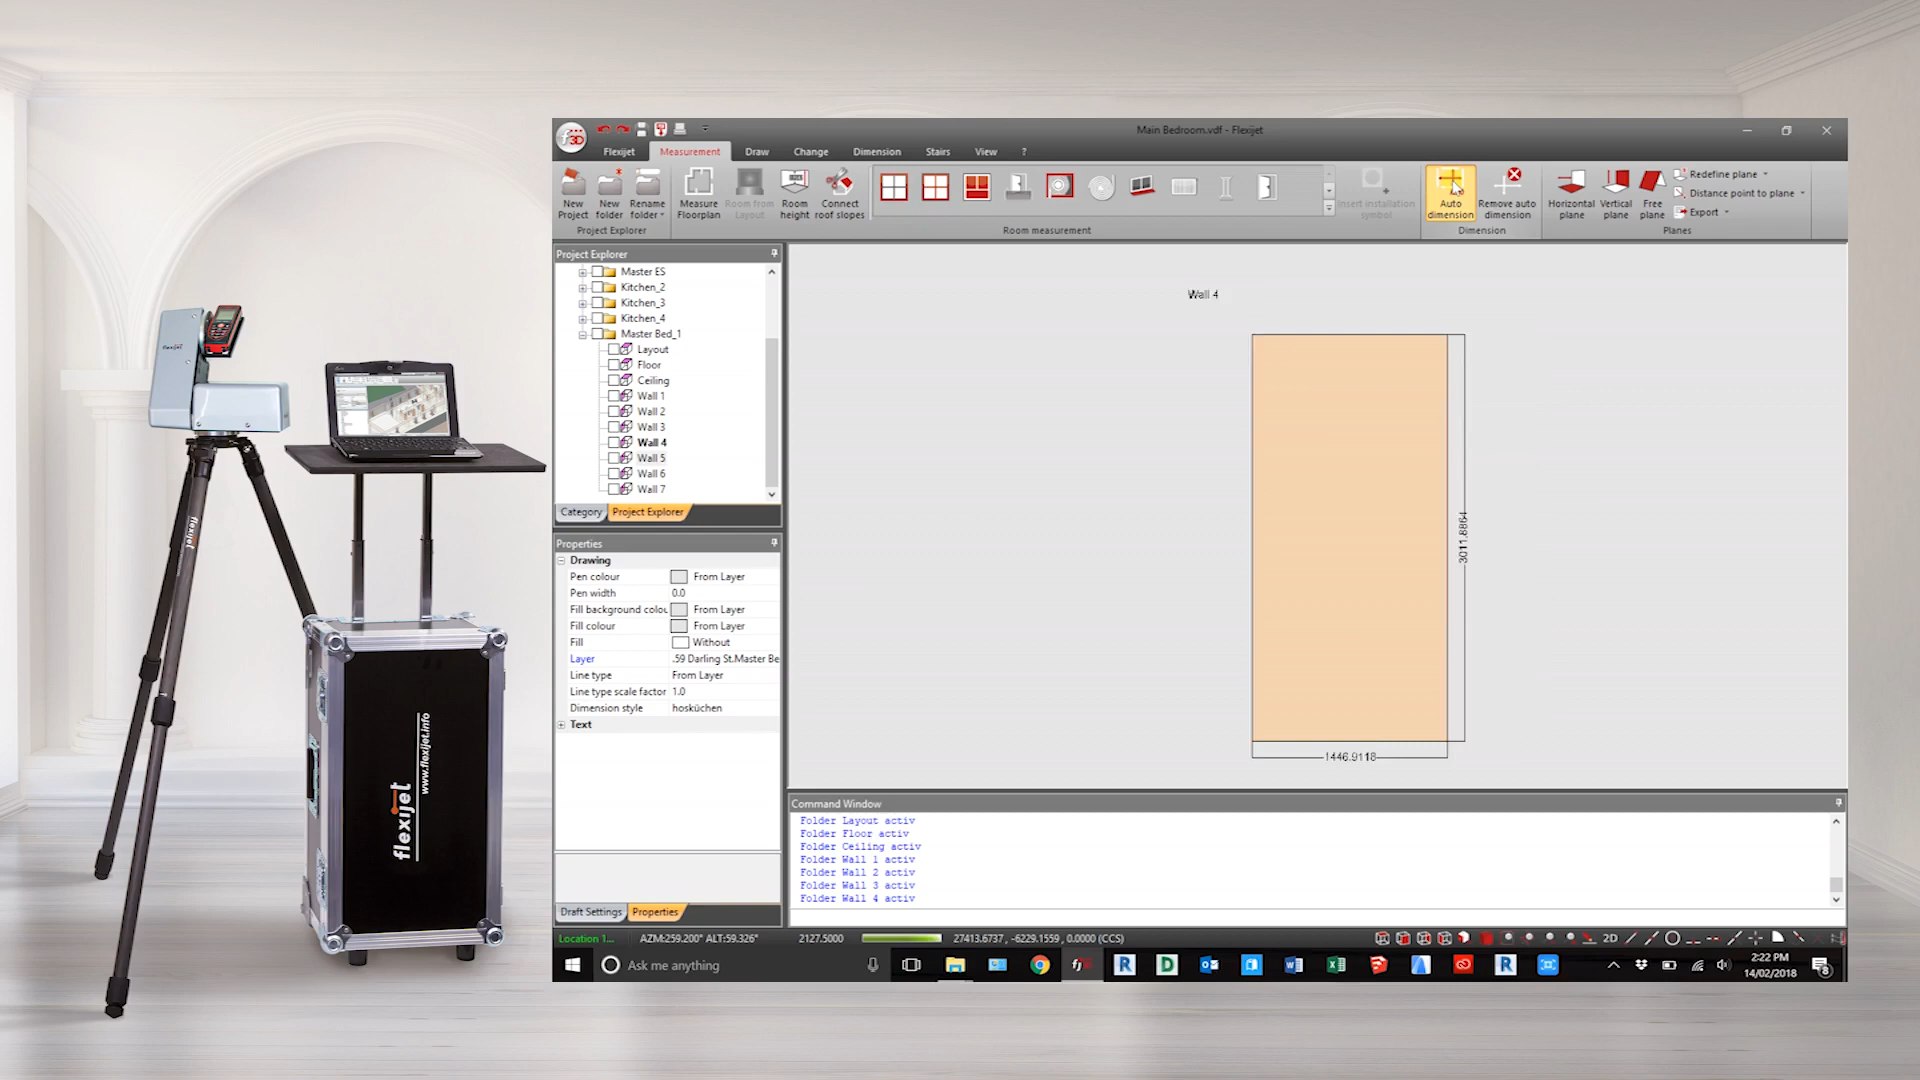 Main Bedroom.vdf - Flexijet
Flexijet
Measurement
Draw
Change
Dimension
Stairs
View
?
New Project
New folder
Rename folder
Measure Floorplan
Room from Layout
Room height
Connect roof slopes
Insert installation symbol
Auto dimension
Remove auto dimension
Horizontal plane
Vertical plane
Free plane
Redefine plane
Distance point to plane
Export
Project Explorer
Room measurement
Dimension
Planes
Project Explorer
Master ES
Kitchen_2
Kitchen_3
Kitchen_4
Master Bed_1
Layout
Floor
Ceiling
Wall 1
Wall 2
Wall 3
Wall 4
Wall 5
Wall 6
Wall 7
Category
Project Explorer
Properties
Drawing
Pen colour From Layer
Pen width 0.0
Fill background colou From Layer
Fill colour From Layer
Fill Without
Layer .59 Darling St.Master Be
Line type From Layer
Line type scale factor 1.0
Dimension style hosküchen
Text
Draft Settings
Properties
Wall 4
3011.8864
1446.9118
Command Window
Folder Layout activ
Folder Floor activ
Folder Ceiling activ
Folder Wall 1 activ
Folder Wall 2 activ
Folder Wall 3 activ
Folder Wall 4 activ
Location 1... AZM:259.200° ALT:59.326° 2127.5000 27413.6737 , -6229.1559 , 0.0000 (CCS) 2D
Ask me anything
2:22 PM
14/02/2018
8
flexijet
flexijet
flexijet
www.flexijet.info